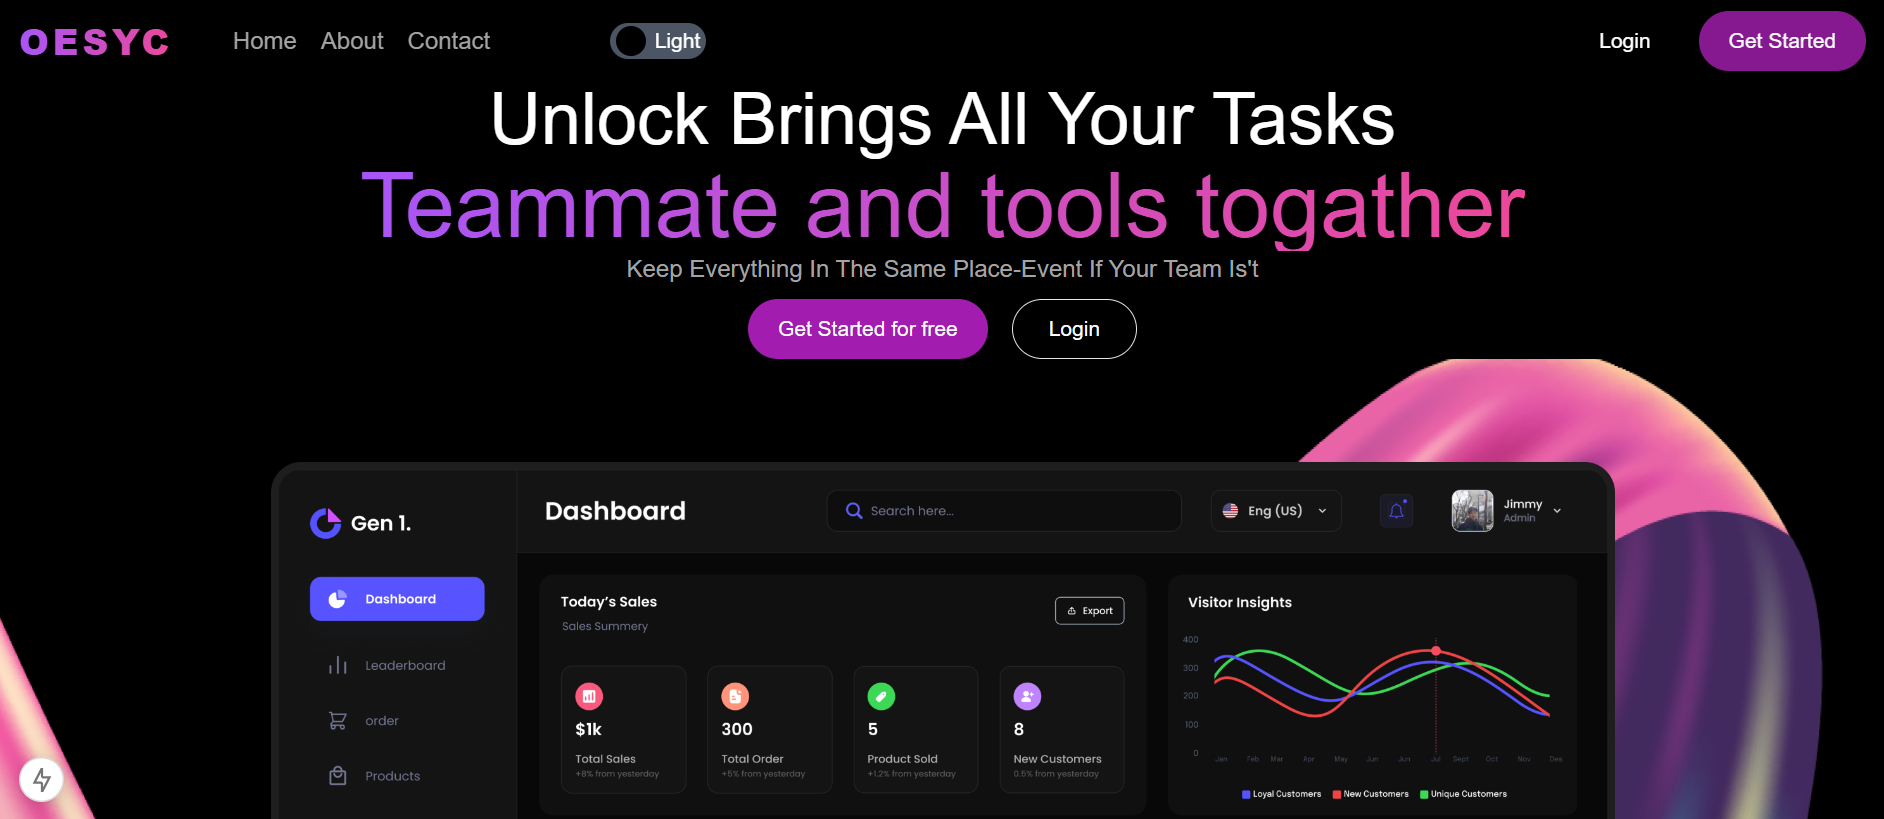 OESYC Home About Contact Light Login Get Started
Unlock Brings All Your Tasks
Teammate and tools togather
Keep Everything In The Same Place-Event If Your Team Is't
Get Started for free Login
Gen 1. Dashboard Search here... Eng (US) Jimmy
Admin
Dashboard
Leaderboard
order
Products
Today's Sales
Sales Summery
Export
$1k 300 5 8
Total Sales Total Order Product Sold New Customers
+8% from yesterday +5% from yesterday +1,2% from yesterday 0.5% from yesterday
Visitor Insights
400
300
200
100
0
Jan Feb Mar Apr May Jun Jul Sept Oct Nov Des
Loyal Customers New Customers Unique Customers